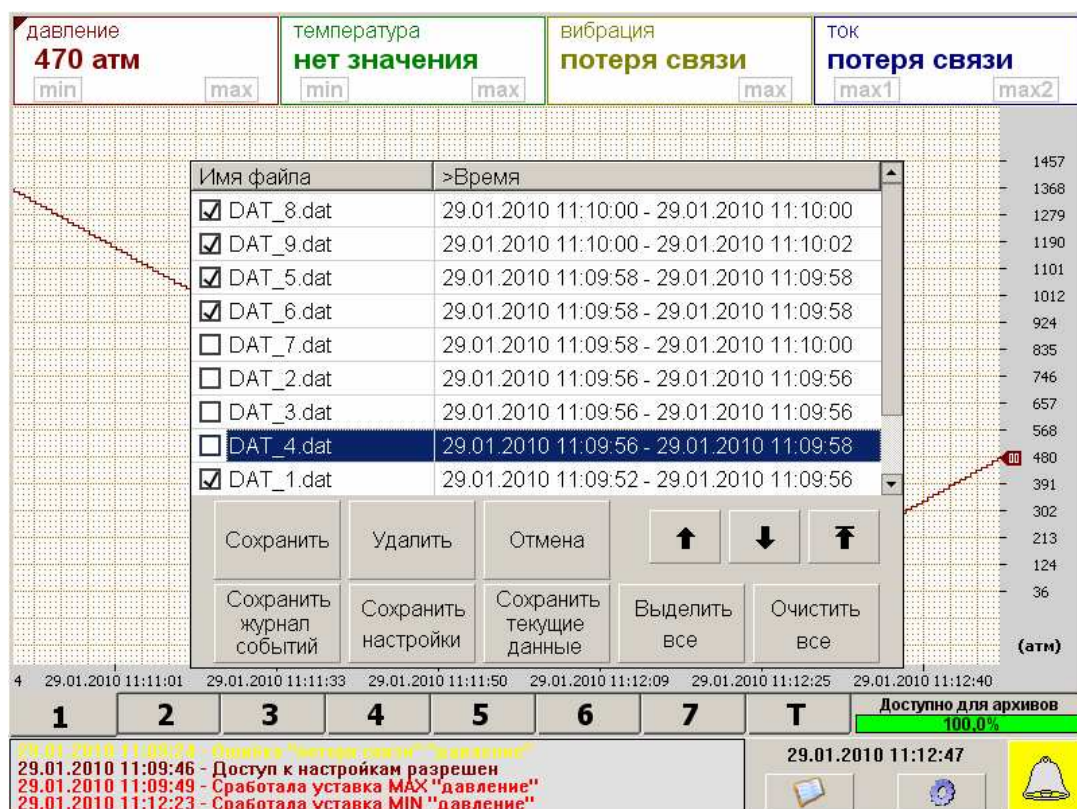 давление
470 атм
min max
температура
нет значения
min max
вибрация
потеря связи
max
ток
потеря связи
max1 max2
Имя файла >Время
DAT_8.dat 29.01.2010 11:10:00 - 29.01.2010 11:10:00
DAT_9.dat 29.01.2010 11:10:00 - 29.01.2010 11:10:02
DAT_5.dat 29.01.2010 11:09:58 - 29.01.2010 11:09:58
DAT_6.dat 29.01.2010 11:09:58 - 29.01.2010 11:09:58
DAT_7.dat 29.01.2010 11:09:58 - 29.01.2010 11:10:00
DAT_2.dat 29.01.2010 11:09:56 - 29.01.2010 11:09:56
DAT_3.dat 29.01.2010 11:09:56 - 29.01.2010 11:09:56
DAT_4.dat 29.01.2010 11:09:56 - 29.01.2010 11:09:58
DAT_1.dat 29.01.2010 11:09:52 - 29.01.2010 11:09:56
Сохранить Удалить Отмена
Сохранить
журнал
событий
Сохранить
настройки
Сохранить
текущие
данные
Выделить
все
Очистить
все
1457
1368
1279
1190
1101
1012
924
835
746
657
568
480
391
302
213
124
36
(атм)
4 29.01.2010 11:11:01 29.01.2010 11:11:33 29.01.2010 11:11:50 29.01.2010 11:12:09 29.01.2010 11:12:25 29.01.2010 11:12:40
1 2 3 4 5 6 7 T
Доступно для архивов
100,0%
29.01.2010 11:09:24 - Ошибка "потеря связи" "давление"
29.01.2010 11:09:46 - Доступ к настройкам разрешен
29.01.2010 11:09:49 - Сработала уставка MAX "давление"
29.01.2010 11:12:23 - Сработала уставка MIN "давление"
29.01.2010 11:12:47